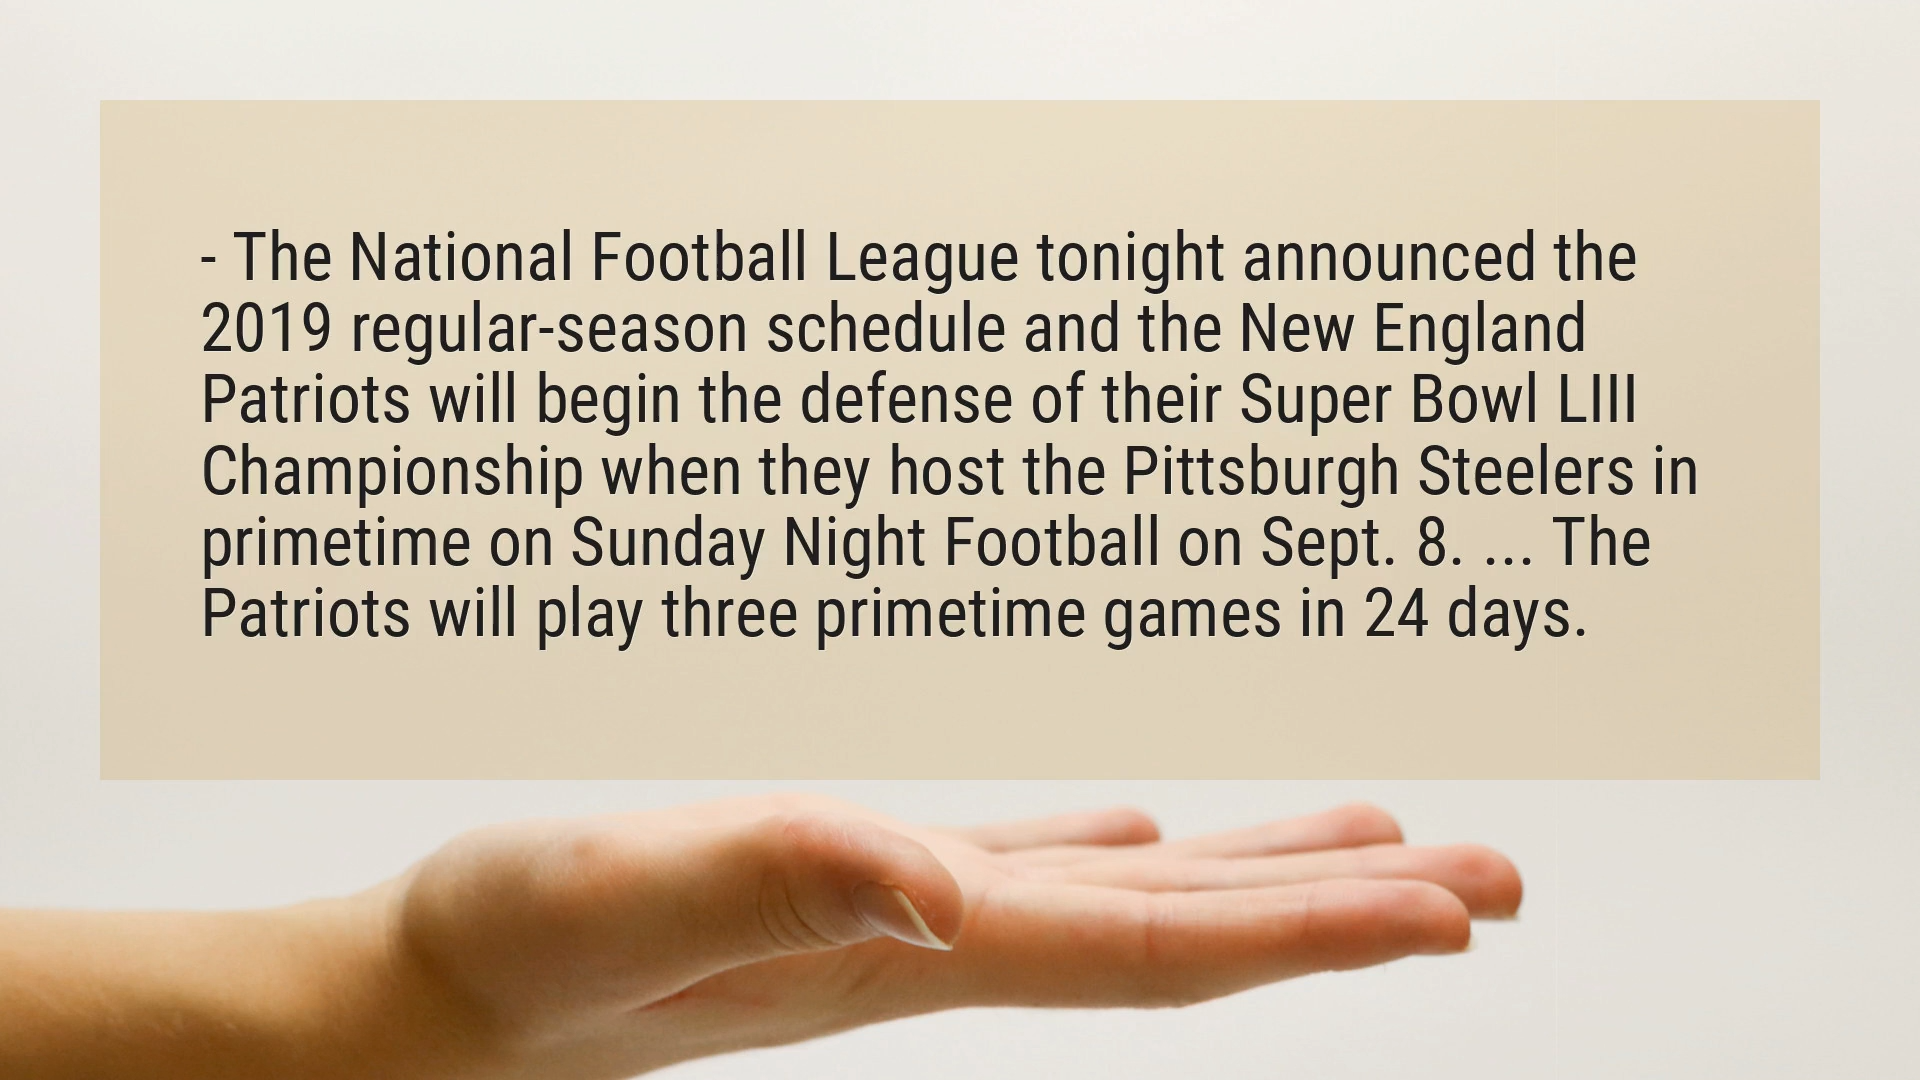 - The National Football League tonight announced the
2019 regular-season schedule and the New England
Patriots will begin the defense of their Super Bowl LIII
Championship when they host the Pittsburgh Steelers in
primetime on Sunday Night Football on Sept. 8. ... The
Patriots will play three primetime games in 24 days.